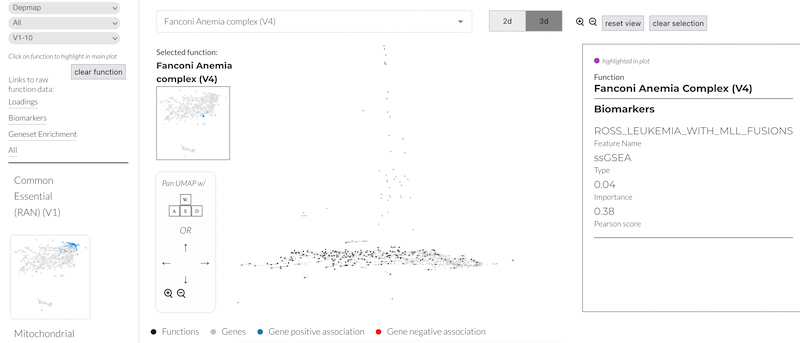 Depmap
All
V1-10
Click on function to highlight in main plot
clear function
Links to raw
function data:
Loadings
Biomarkers
Geneset Enrichment
All
Common
Essential
(RAN) (V1)
Mitochondrial
Fanconi Anemia complex (V4)
2d
3d
Selected function:
Fanconi Anemia
complex (V4)
Pan UMAP w/
W
A S D
OR
Functions
Genes
Gene positive association
Gene negative association
reset view
clear selection
highlighted in plot
Function
Fanconi Anemia Complex (V4)
Biomarkers
ROSS_LEUKEMIA_WITH_MLL_FUSIONS
Feature Name
ssGSEA
Type
0.04
Importance
0.38
Pearson score